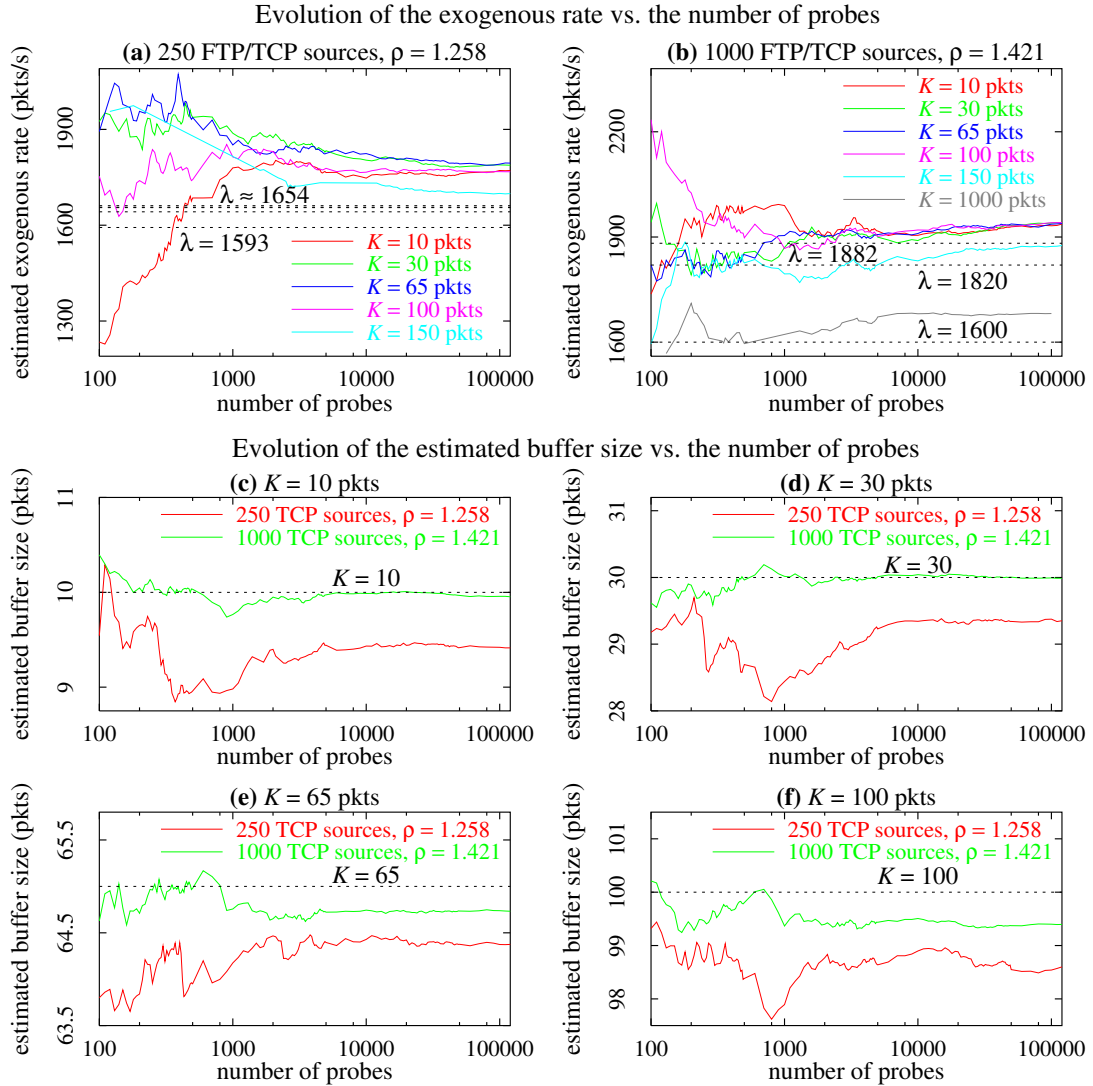 Evolution of the exogenous rate vs. the number of probes
(a) 250 FTP/TCP sources, ρ = 1.258
estimated exogenous rate (pkts/s)
1900
1600
1300
λ ≈ 1654
λ = 1593
K = 10 pkts
K = 30 pkts
K = 65 pkts
K = 100 pkts
K = 150 pkts
100 1000 10000 100000
number of probes
(b) 1000 FTP/TCP sources, ρ = 1.421
estimated exogenous rate (pkts/s)
2200
1900
1600
K = 10 pkts
K = 30 pkts
K = 65 pkts
K = 100 pkts
K = 150 pkts
K = 1000 pkts
λ = 1882
λ = 1820
λ = 1600
100 1000 10000 100000
number of probes
Evolution of the estimated buffer size vs. the number of probes
(c) K = 10 pkts
estimated buffer size (pkts)
11
10
9
250 TCP sources, ρ = 1.258
1000 TCP sources, ρ = 1.421
K = 10
100 1000 10000 100000
number of probes
(d) K = 30 pkts
estimated buffer size (pkts)
31
30
29
28
250 TCP sources, ρ = 1.258
1000 TCP sources, ρ = 1.421
K = 30
100 1000 10000 100000
number of probes
(e) K = 65 pkts
estimated buffer size (pkts)
65.5
64.5
63.5
250 TCP sources, ρ = 1.258
1000 TCP sources, ρ = 1.421
K = 65
100 1000 10000 100000
number of probes
(f) K = 100 pkts
estimated buffer size (pkts)
101
100
99
98
250 TCP sources, ρ = 1.258
1000 TCP sources, ρ = 1.421
K = 100
100 1000 10000 100000
number of probes